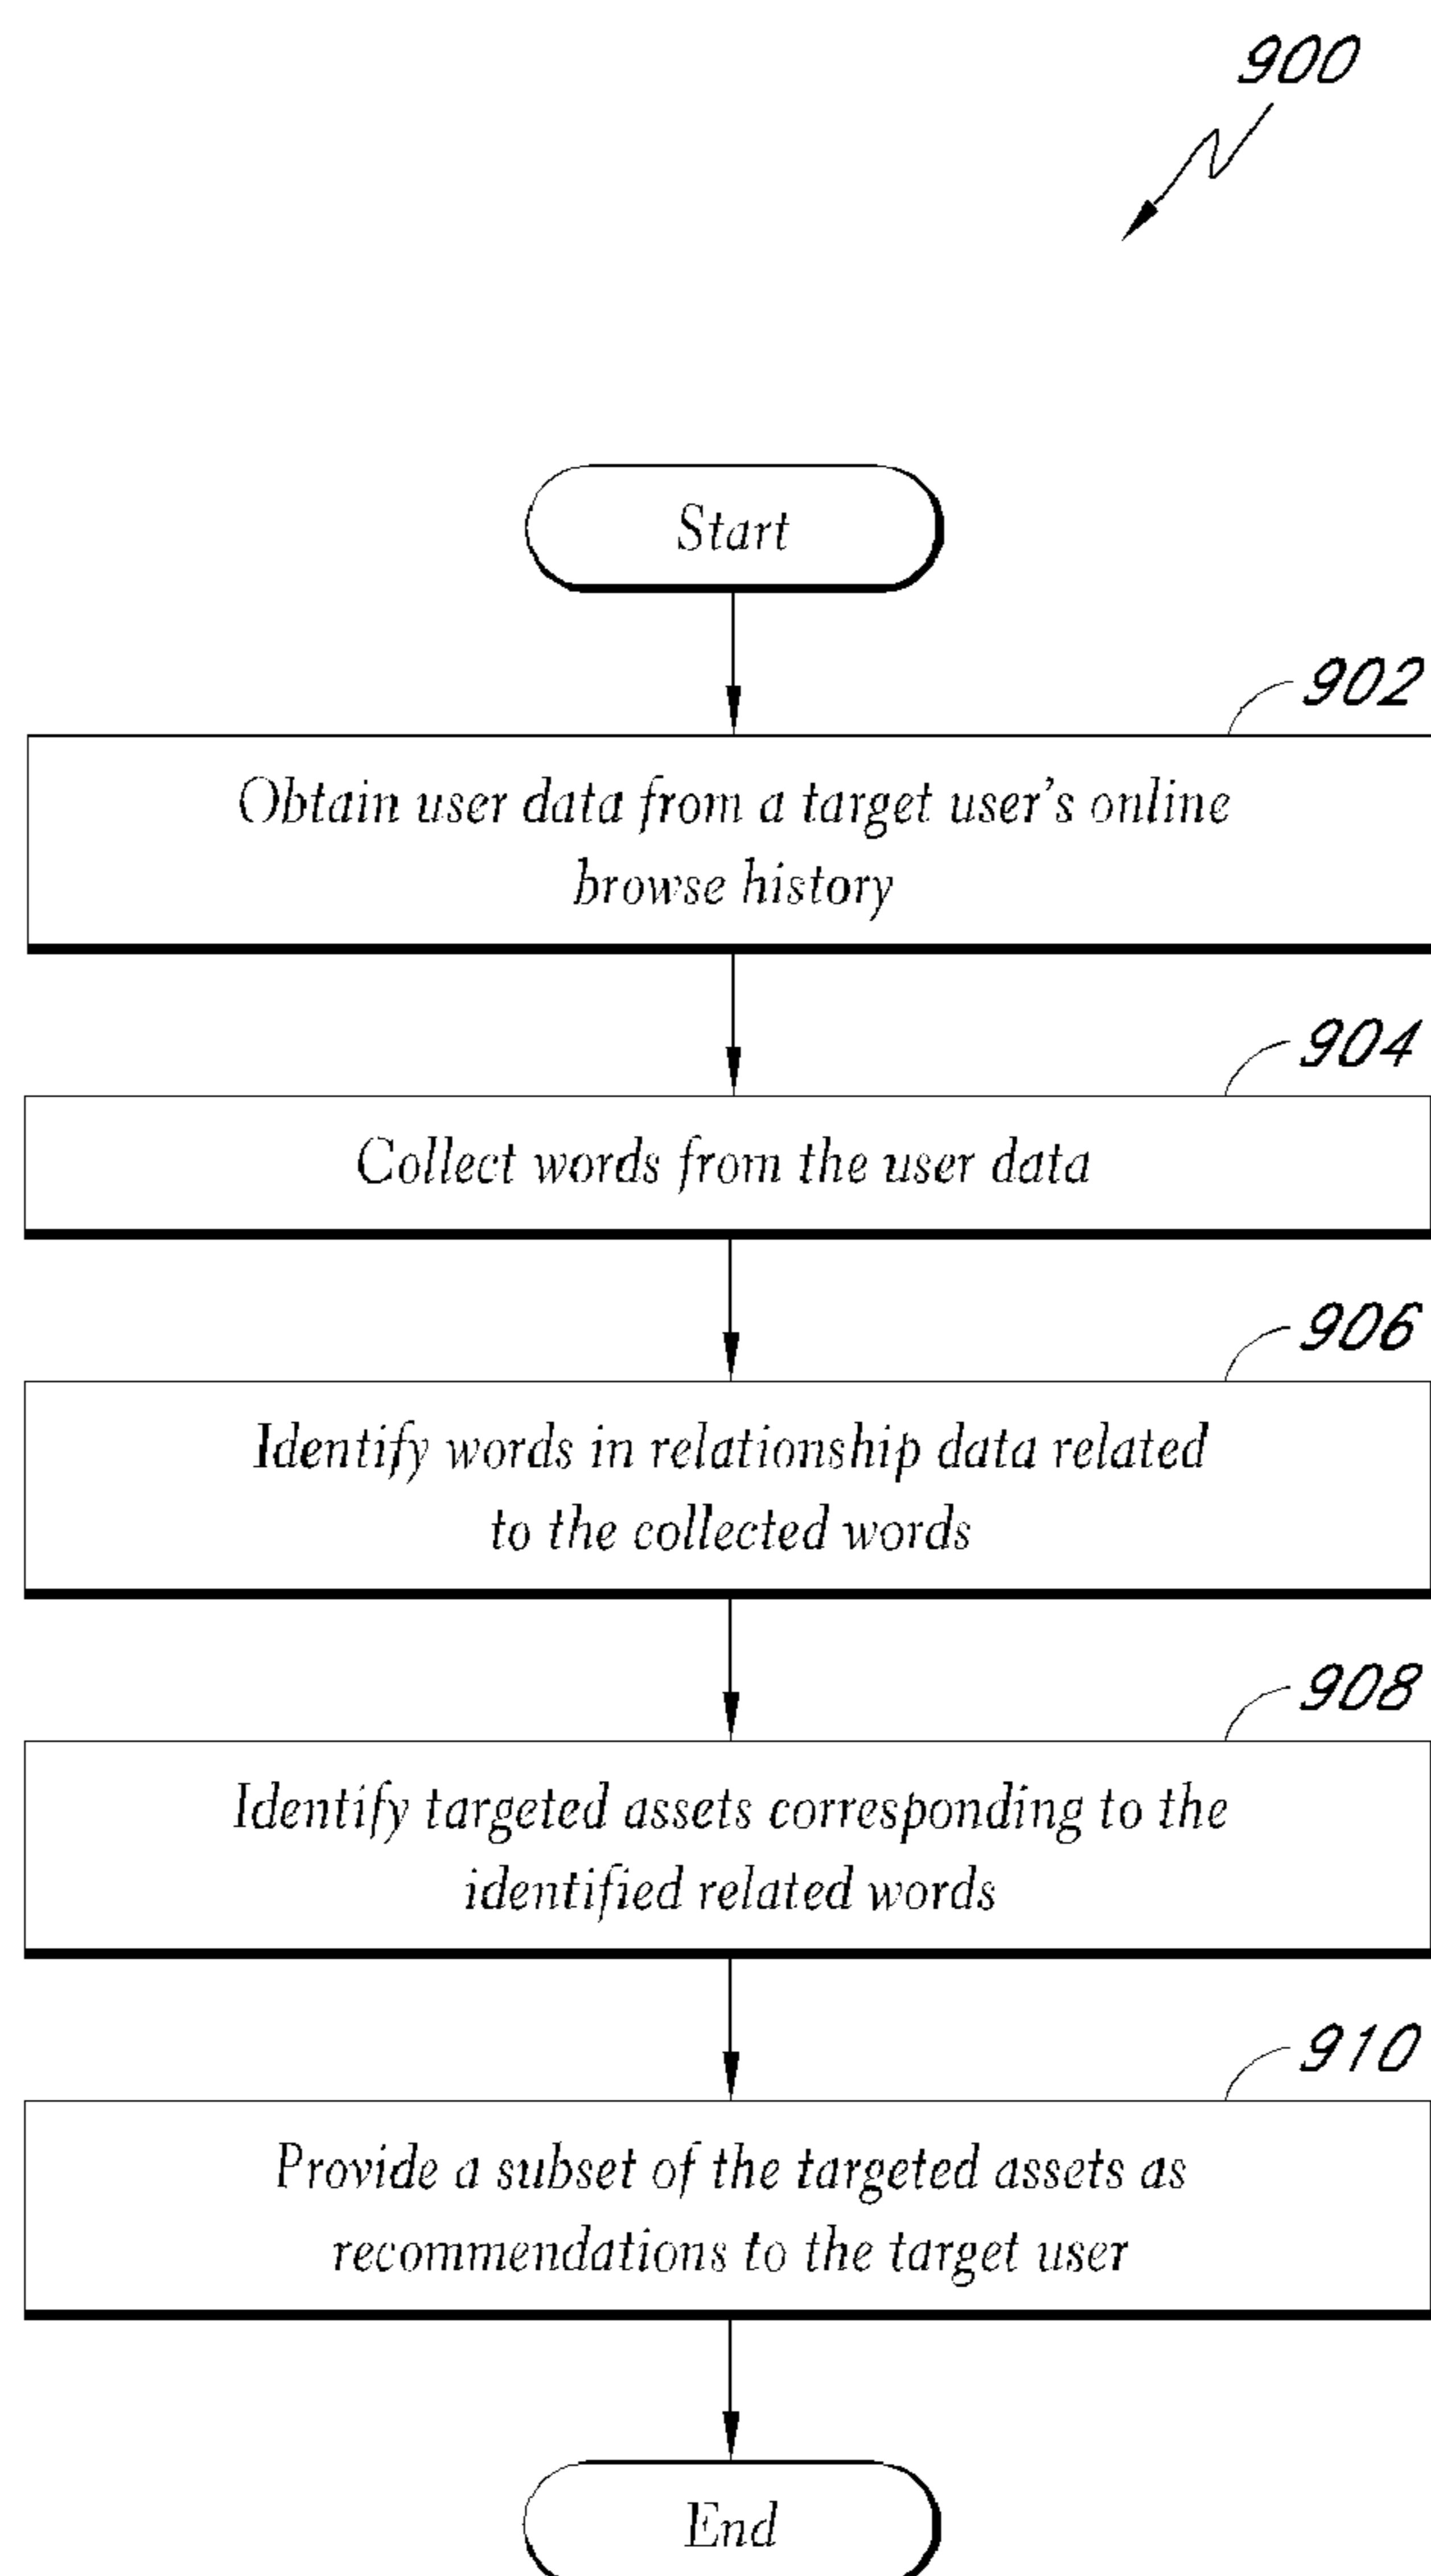 900
Start
902
Obtain user data from a target user's online
browse history
904
Collect words from the user data
906
Identify words in relationship data related
to the collected words
908
Identify targeted assets corresponding to the
identified related words
910
Provide a subset of the targeted assets as
recommendations to the target user
End